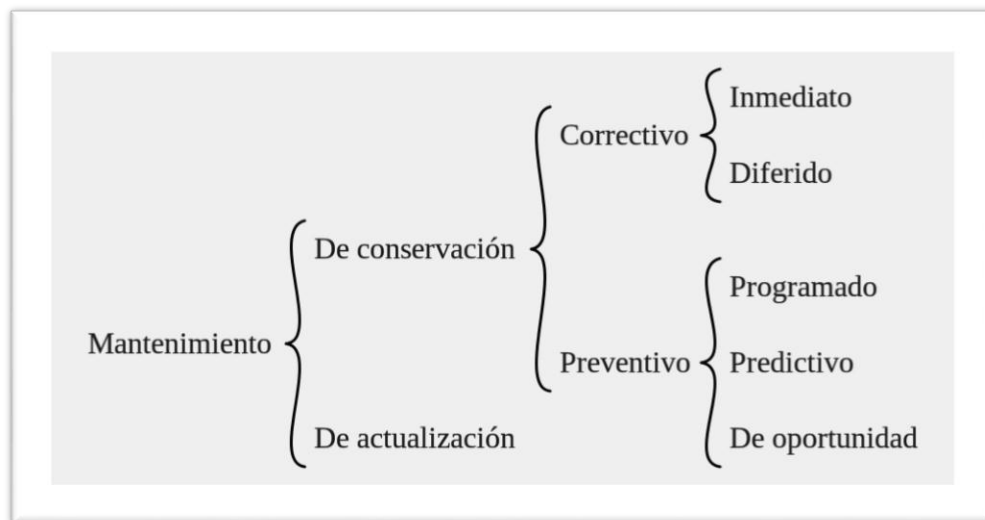 Inmediato
Correctivo
Diferido
De conservación
Programado
Mantenimiento
Preventivo
Predictivo
De actualización
De oportunidad